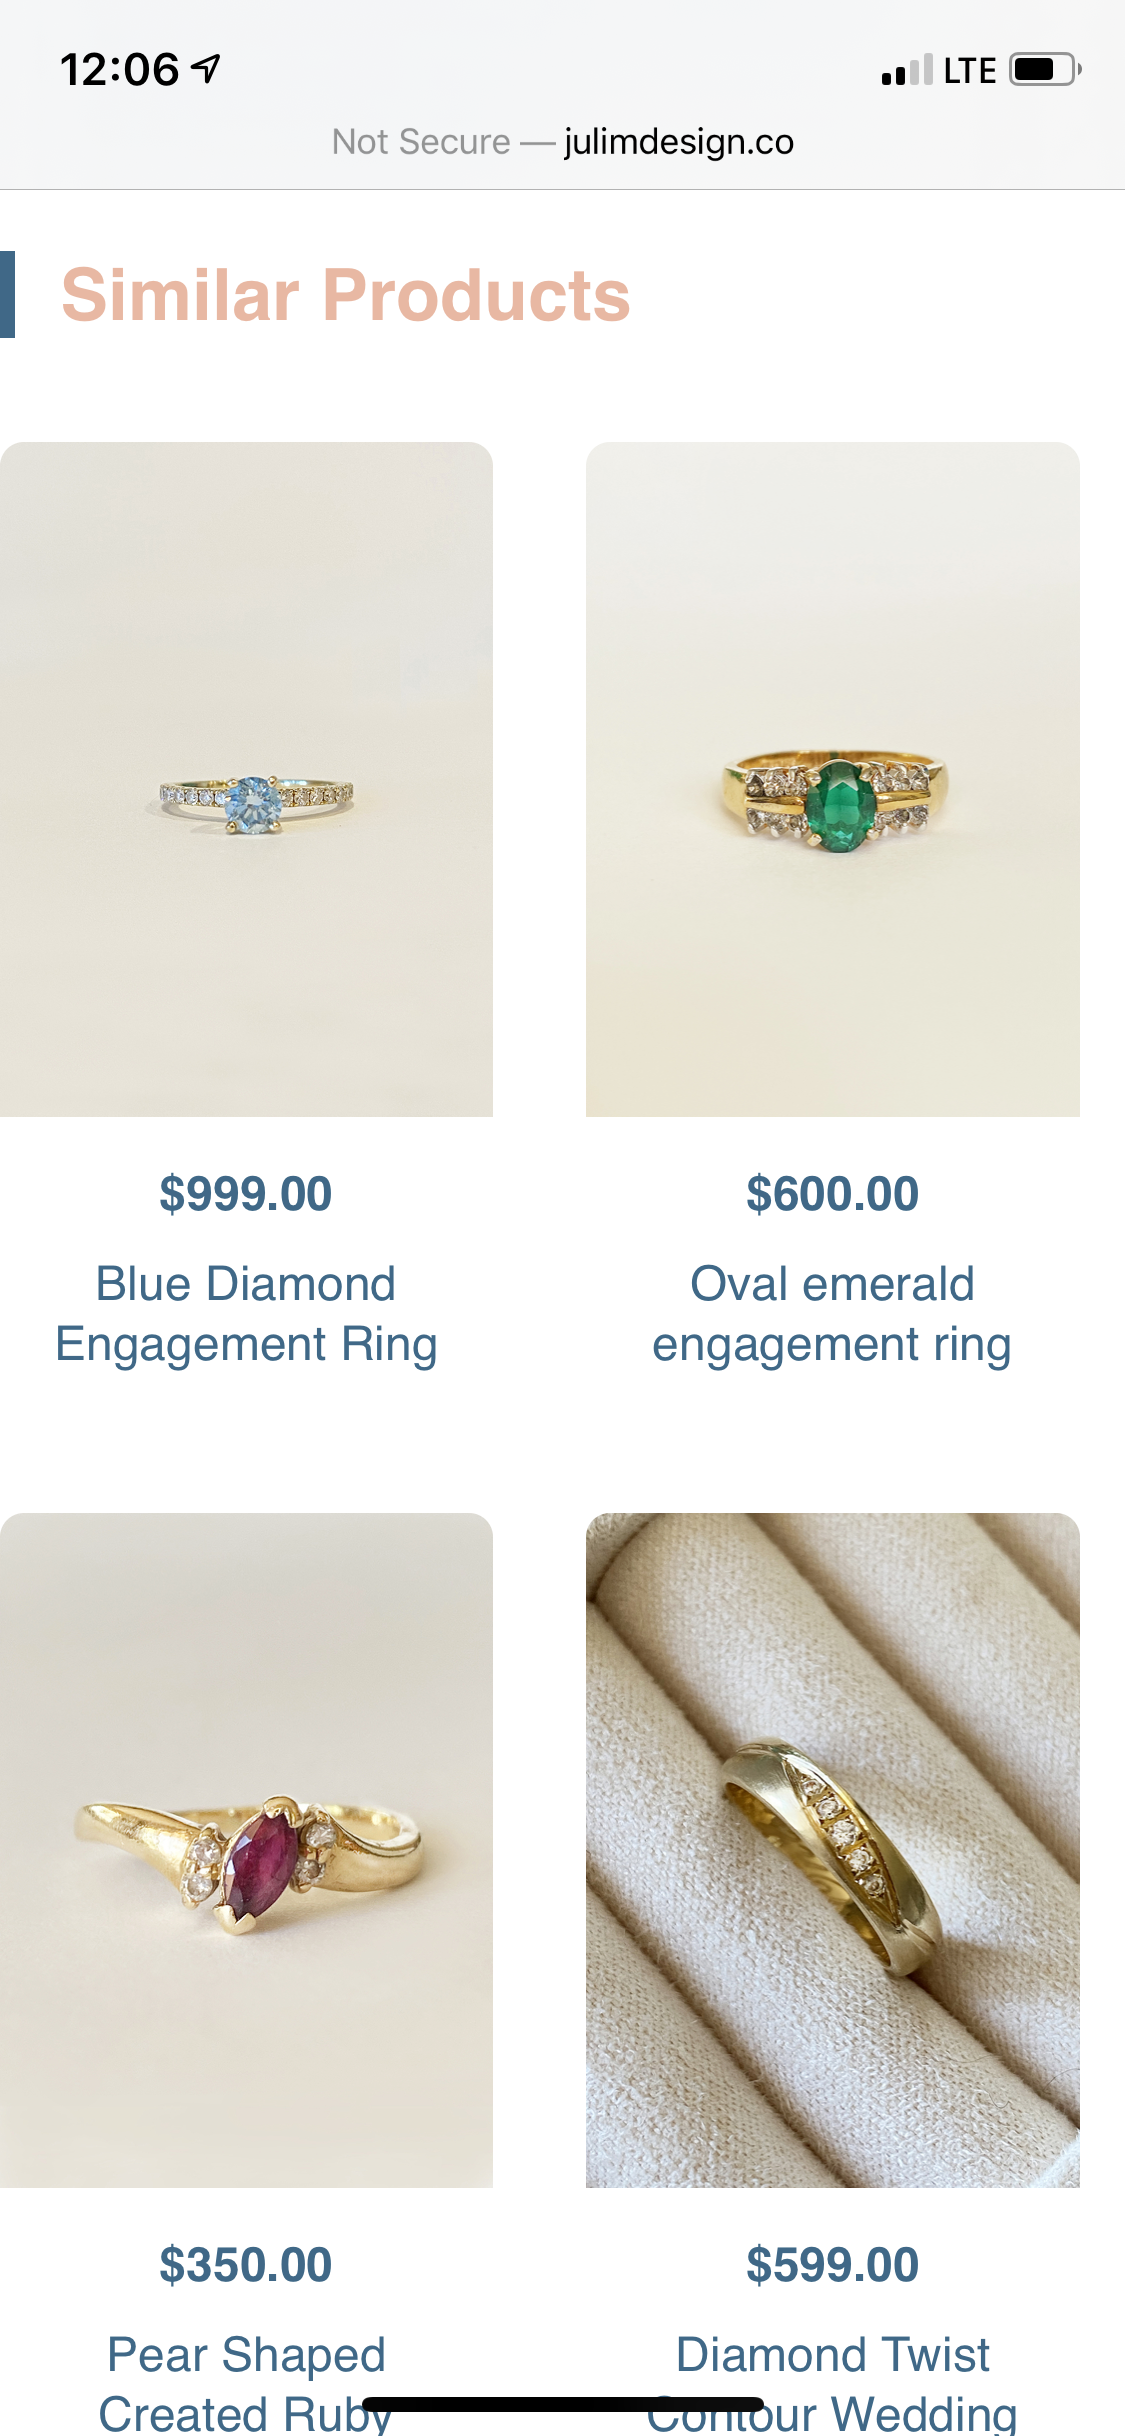 12:06
LTE
Not Secure — julimdesign.co
Similar Products
$999.00
Blue Diamond
Engagement Ring
$600.00
Oval emerald
engagement ring
$350.00
Pear Shaped
Created Ruby
$599.00
Diamond Twist
Contour Wedding